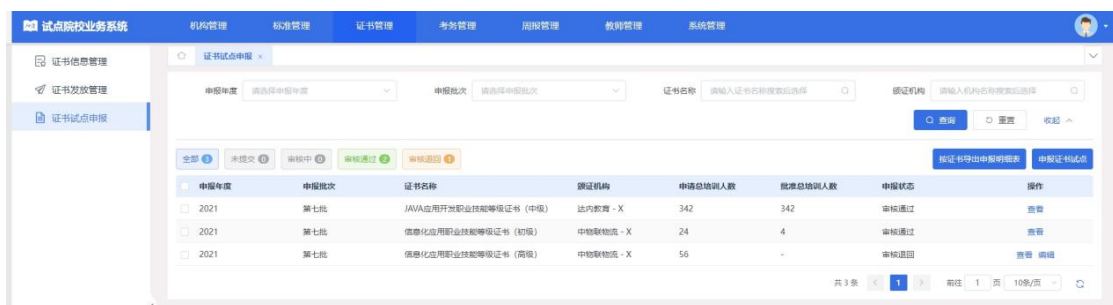 试点院校业务系统 机构管理 标准管理 证书管理 考务管理 周报管理 教师管理 系统管理
证书信息管理
证书发放管理
证书试点申报
证书试点申报 ×
申报年度 请选择申报年度 申报批次 请选择申报批次 证书名称 请输入证书名称搜索后选择 颁证机构 请输入机构名称搜索后选择
查询 重置 收起
全部 3 未提交 0 审核中 0 审核通过 2 审核退回 1 按证书导出申报明细表 申报证书试点
申报年度 申报批次 证书名称 颁证机构 申请总培训人数 批准总培训人数 申报状态 操作
2021 第七批 JAVA应用开发职业技能等级证书（中级） 达内教育 - X 342 342 审核通过 查看
2021 第七批 信息化应用职业技能等级证书（初级） 中物联物流 - X 24 4 审核通过 查看
2021 第七批 信息化应用职业技能等级证书（高级） 中物联物流 - X 56 - 审核退回 查看 编辑
共 3 条 < 1 > 前往 1 页 10条/页